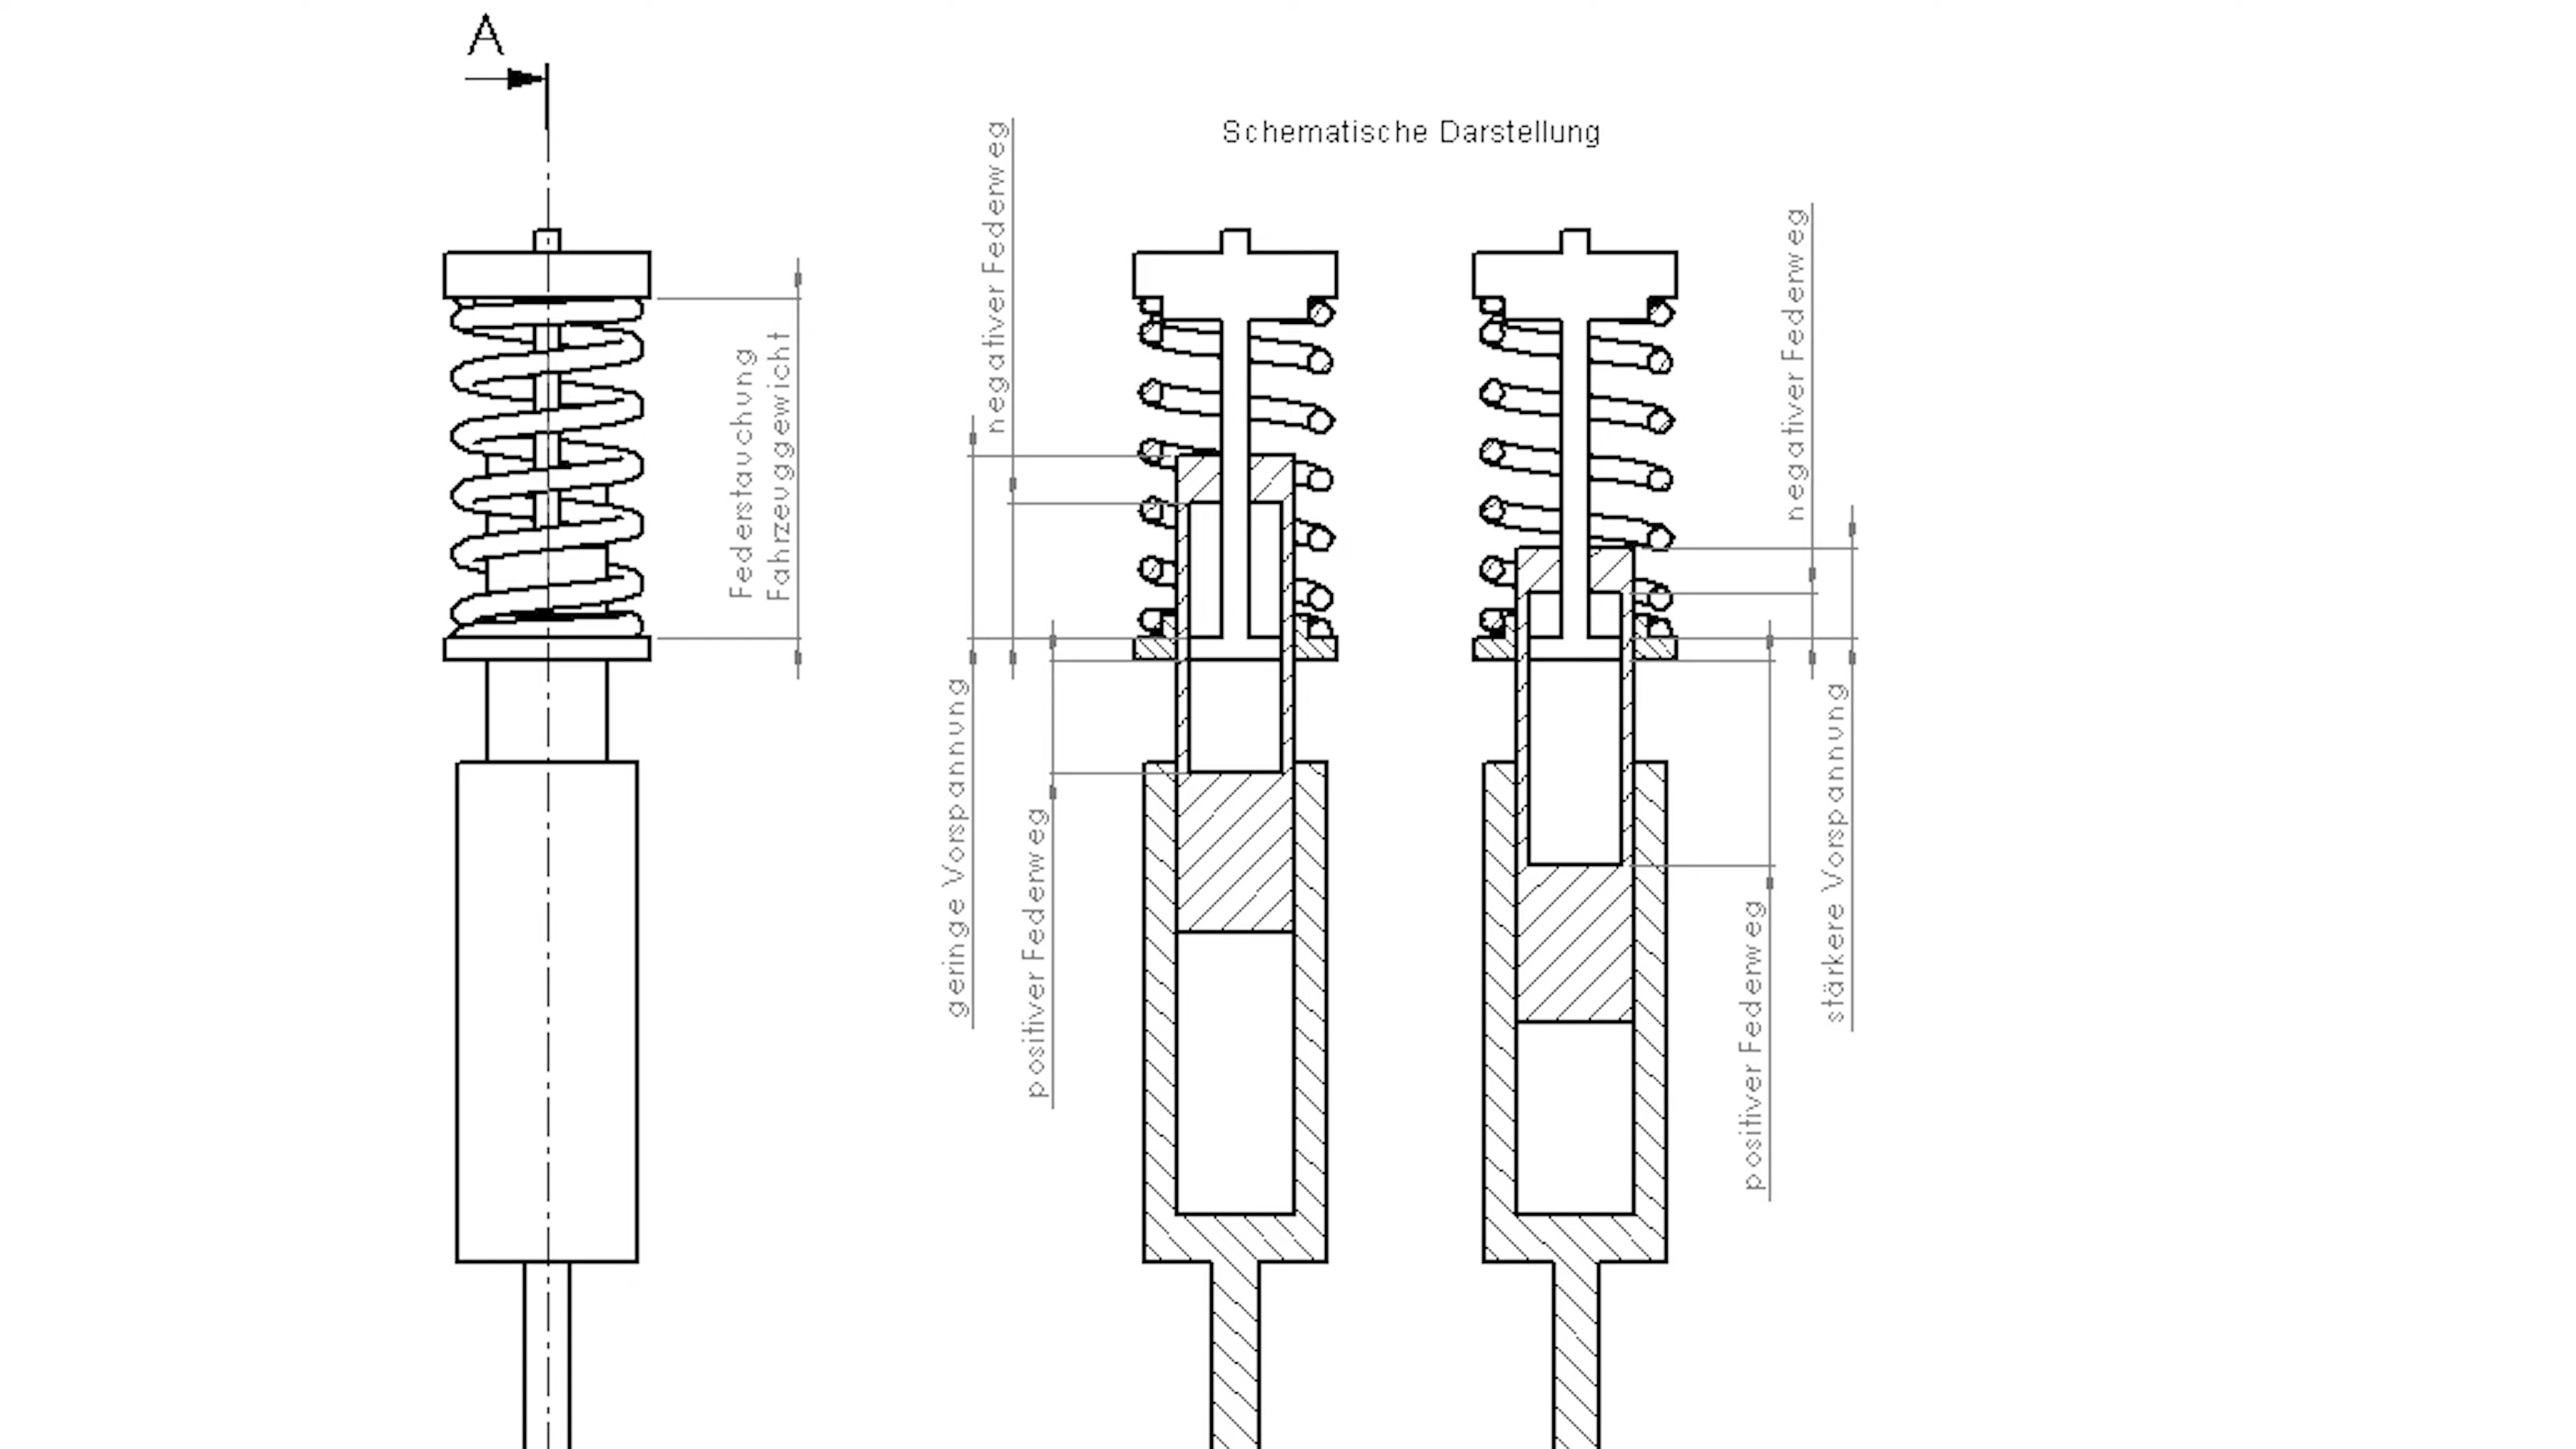 A
Schematische Darstellung
Federstauchung
Fahrzeuggewicht
negativer Federweg
geringe Vorspannung
positiver Federweg
negativer Federweg
positiver Federweg
stärkere Vorspannung